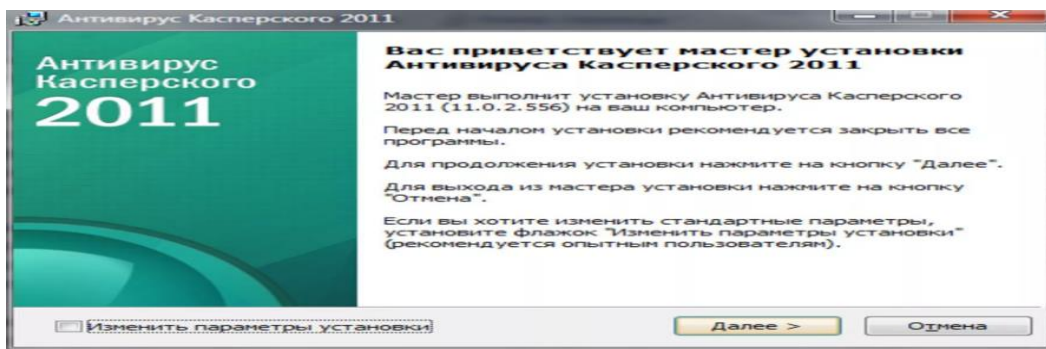 Антивирус Касперского 2011
Антивирус
Касперского
2011
Вас приветствует мастер установки
Антивируса Касперского 2011
Мастер выполнит установку Антивируса Касперского
2011 (11.0.2.556) на ваш компьютер.
Перед началом установки рекомендуется закрыть все
программы.
Для продолжения установки нажмите на кнопку "Далее".
Для выхода из мастера установки нажмите на кнопку
"Отмена".
Если вы хотите изменить стандартные параметры,
установите флажок "Изменить параметры установки"
(рекомендуется опытным пользователям).
Изменить параметры установки
Далее >
Отмена